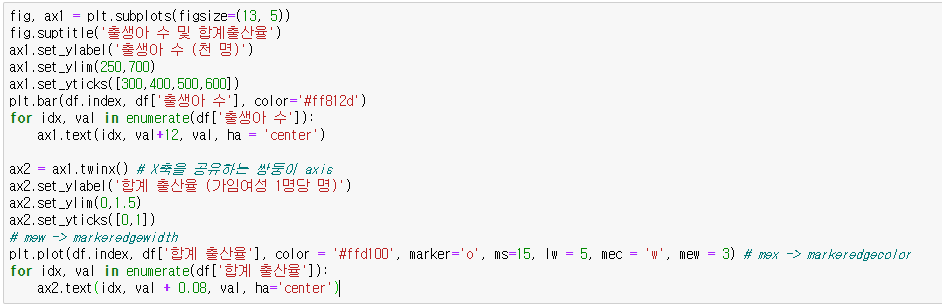 fig, ax1 = plt.subplots(figsize=(13, 5))
fig.suptitle('출생아 수 및 합계출산율')
ax1.set_ylabel('출생아 수 (천 명)')
ax1.set_ylim(250,700)
ax1.set_yticks([300,400,500,600])
plt.bar(df.index, df['출생아 수'], color='#ff812d')
for idx, val in enumerate(df['출생아 수']):
    ax1.text(idx, val+12, val, ha = 'center')
ax2 = ax1.twinx() # X축을 공유하는 쌍둥이 axis
ax2.set_ylabel('합계 출산율 (가임여성 1명당 명)')
ax2.set_ylim(0,1.5)
ax2.set_yticks([0,1])
# mew -> markeredgewidth
plt.plot(df.index, df['합계 출산율'], color = '#ffd100', marker='o', ms=15, lw = 5, mec = 'w', mew = 3) # mex -> markeredgecolor
for idx, val in enumerate(df['합계 출산율']):
    ax2.text(idx, val + 0.08, val, ha='center')